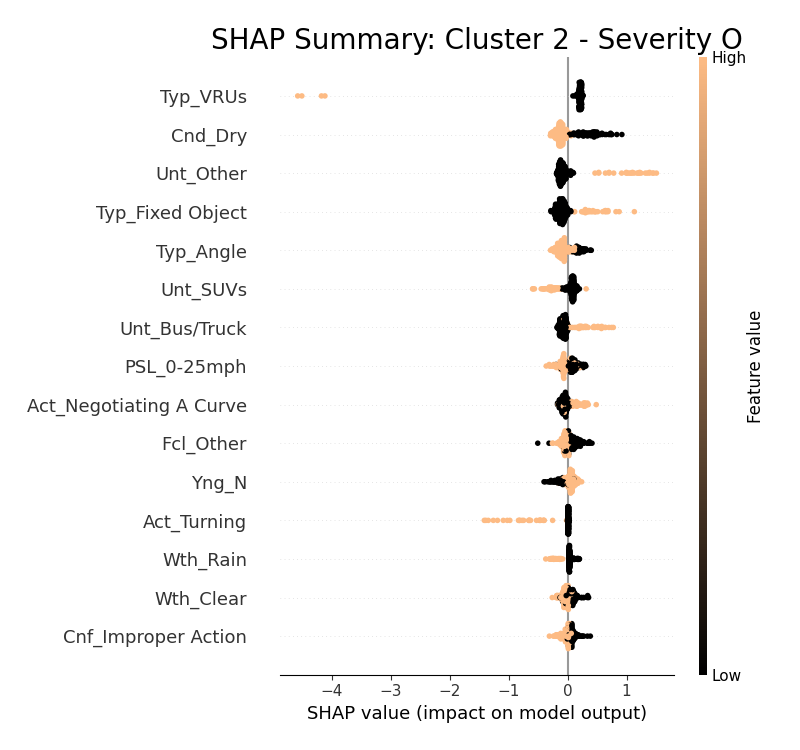 SHAP Summary: Cluster 2 - Severity O
High
Typ_VRUs
Cnd_Dry
Unt_Other
Typ_Fixed Object
Typ_Angle
Unt_SUVs
Unt_Bus/Truck
PSL_0-25mph
Act_Negotiating A Curve
Fcl_Other
Yng_N
Act_Turning
Wth_Rain
Wth_Clear
Cnf_Improper Action
Feature value
Low
−4 −3 −2 −1 0 1
SHAP value (impact on model output)